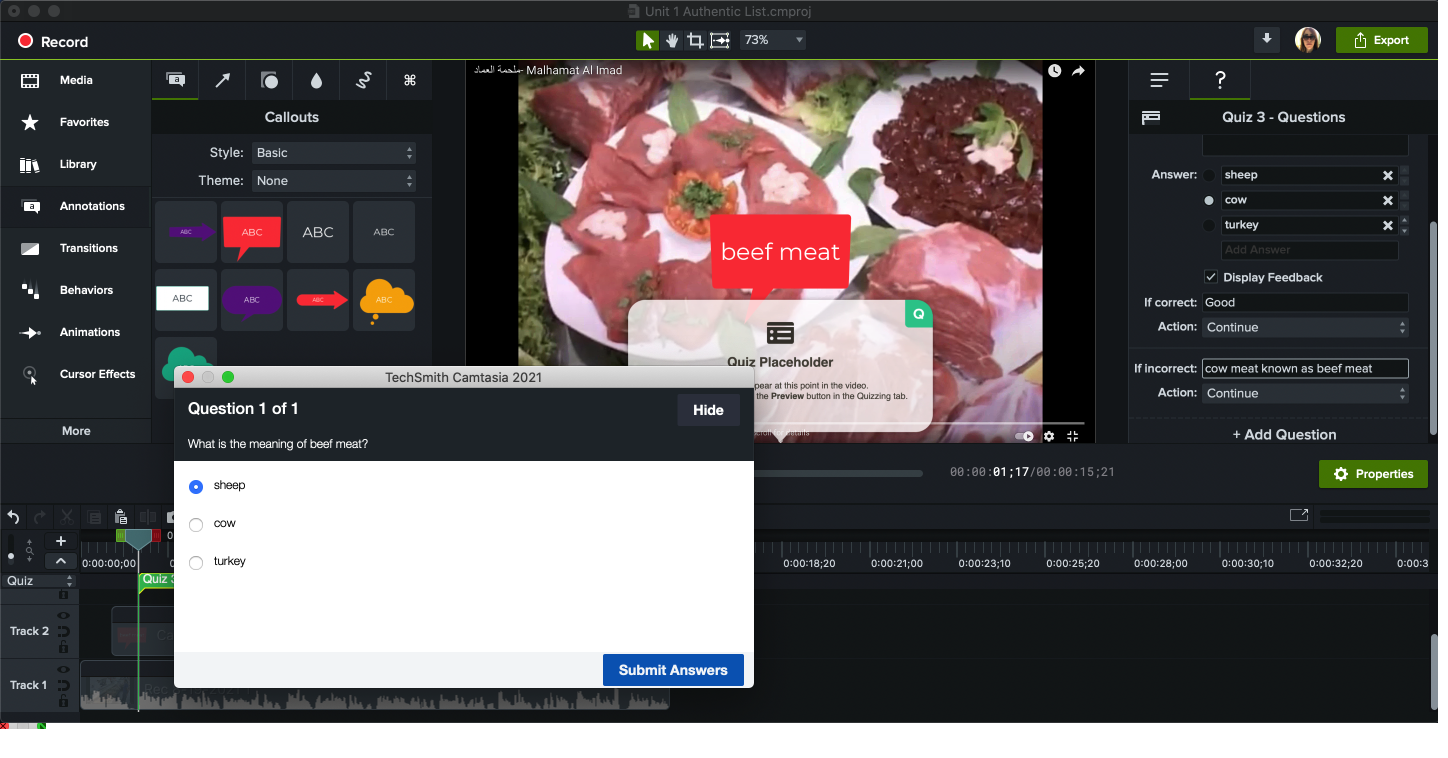 Unit 1 Authentic List.cmproj
Record
73%
Export
Media
Favorites
Library
Annotations
Transitions
Behaviors
Animations
Cursor Effects
More
Callouts
Style: Basic
Theme: None
ABC
ABC
ABC
ABC
ABC
ABC
ABC
ABC
ملحمة العماد- Malhamat Al Imad
beef meat
Q
Quiz Placeholder
pear at this point in the video.
the Preview button in the Quizzing tab.
Quiz 3 - Questions
Answer: sheep
cow
turkey
Add Answer
Display Feedback
If correct: Good
Action: Continue
If incorrect: cow meat known as beef meat
Action: Continue
+ Add Question
00:00:01;17/00:00:15;21
Properties
TechSmith Camtasia 2021
Question 1 of 1
Hide
What is the meaning of beef meat?
sheep
cow
turkey
Submit Answers
0:00:00;00
0:00:18;20
0:00:21;00
0:00:23;10
0:00:25;20
0:00:28;00
0:00:30;10
0:00:32;20
0:00:3
Quiz
Quiz 3
Track 2
Track 1